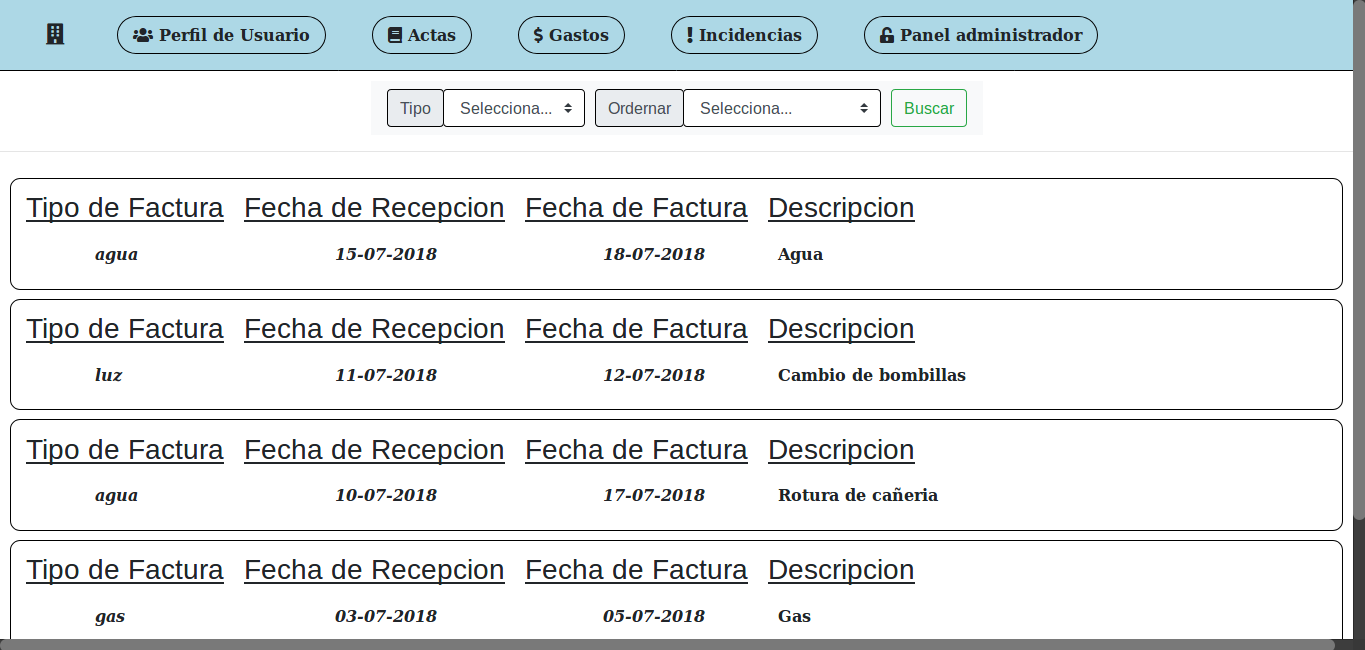 Perfil de Usuario Actas Gastos Incidencias Panel administrador
Tipo Selecciona... Ordernar Selecciona... Buscar
Tipo de Factura Fecha de Recepcion Fecha de Factura Descripcion
agua 15-07-2018 18-07-2018 Agua
Tipo de Factura Fecha de Recepcion Fecha de Factura Descripcion
luz 11-07-2018 12-07-2018 Cambio de bombillas
Tipo de Factura Fecha de Recepcion Fecha de Factura Descripcion
agua 10-07-2018 17-07-2018 Rotura de cañeria
Tipo de Factura Fecha de Recepcion Fecha de Factura Descripcion
gas 03-07-2018 05-07-2018 Gas